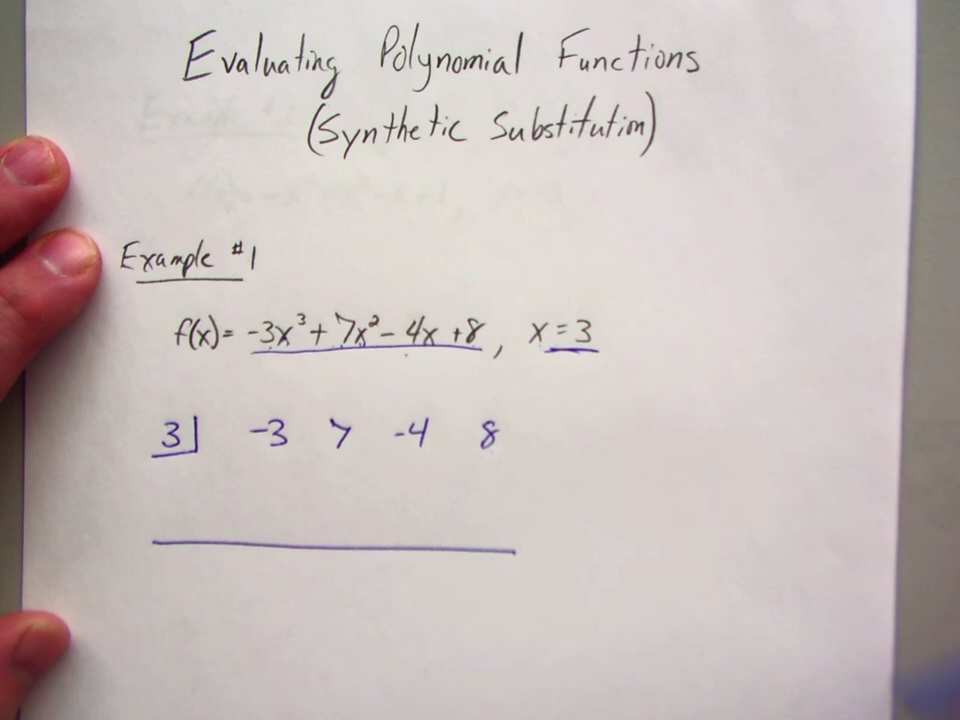 Evaluating Polynomial Functions
(Synthetic Substitution)
Example #1
f(x)= -3x³+7x²-4x+8, x=3
3| -3 7 -4 8